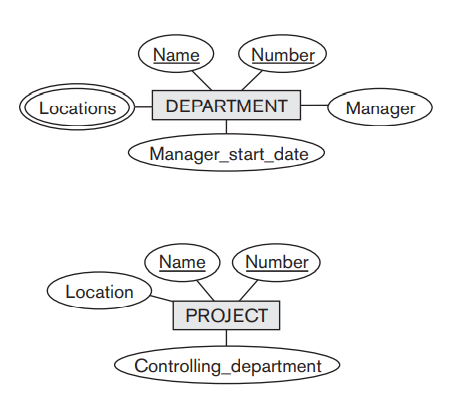 Name
Number
Locations
DEPARTMENT
Manager
Manager_start_date
Name
Number
Location
PROJECT
Controlling_department